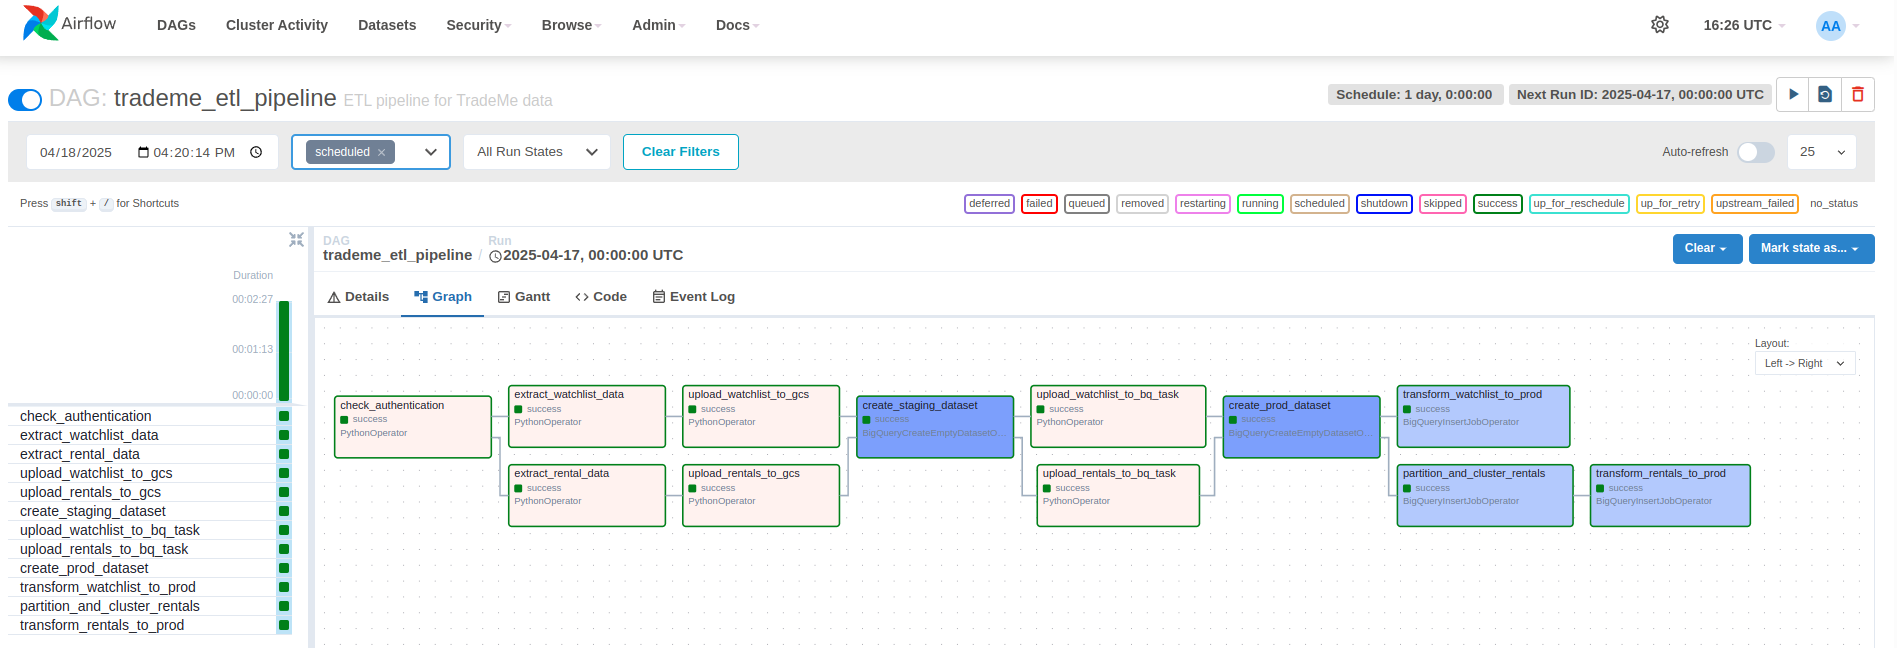 Airflow DAGs Cluster Activity Datasets Security Browse Admin Docs 16:26 UTC AA
DAG: trademe_etl_pipeline ETL pipeline for TradeMe data Schedule: 1 day, 0:00:00 Next Run ID: 2025-04-17, 00:00:00 UTC
04/18/2025 04:20:14 PM scheduled All Run States Clear Filters Auto-refresh 25
Press shift + / for Shortcuts deferred failed queued removed restarting running scheduled shutdown skipped success up_for_reschedule up_for_retry upstream_failed no_status
DAG Run
trademe_etl_pipeline / 2025-04-17, 00:00:00 UTC Clear Mark state as...
Details Graph Gantt Code Event Log
Duration
00:02:27
00:01:13
00:00:00
check_authentication
extract_watchlist_data
extract_rental_data
upload_watchlist_to_gcs
upload_rentals_to_gcs
create_staging_dataset
upload_watchlist_to_bq_task
upload_rentals_to_bq_task
create_prod_dataset
transform_watchlist_to_prod
partition_and_cluster_rentals
transform_rentals_to_prod
Layout:
Left -> Right
check_authentication
success
PythonOperator
extract_watchlist_data
success
PythonOperator
extract_rental_data
success
PythonOperator
upload_watchlist_to_gcs
success
PythonOperator
upload_rentals_to_gcs
success
PythonOperator
create_staging_dataset
success
BigQueryCreateEmptyDatasetO...
upload_watchlist_to_bq_task
success
PythonOperator
upload_rentals_to_bq_task
success
PythonOperator
create_prod_dataset
success
BigQueryCreateEmptyDatasetO...
transform_watchlist_to_prod
success
BigQueryInsertJobOperator
partition_and_cluster_rentals
success
BigQueryInsertJobOperator
transform_rentals_to_prod
success
BigQueryInsertJobOperator